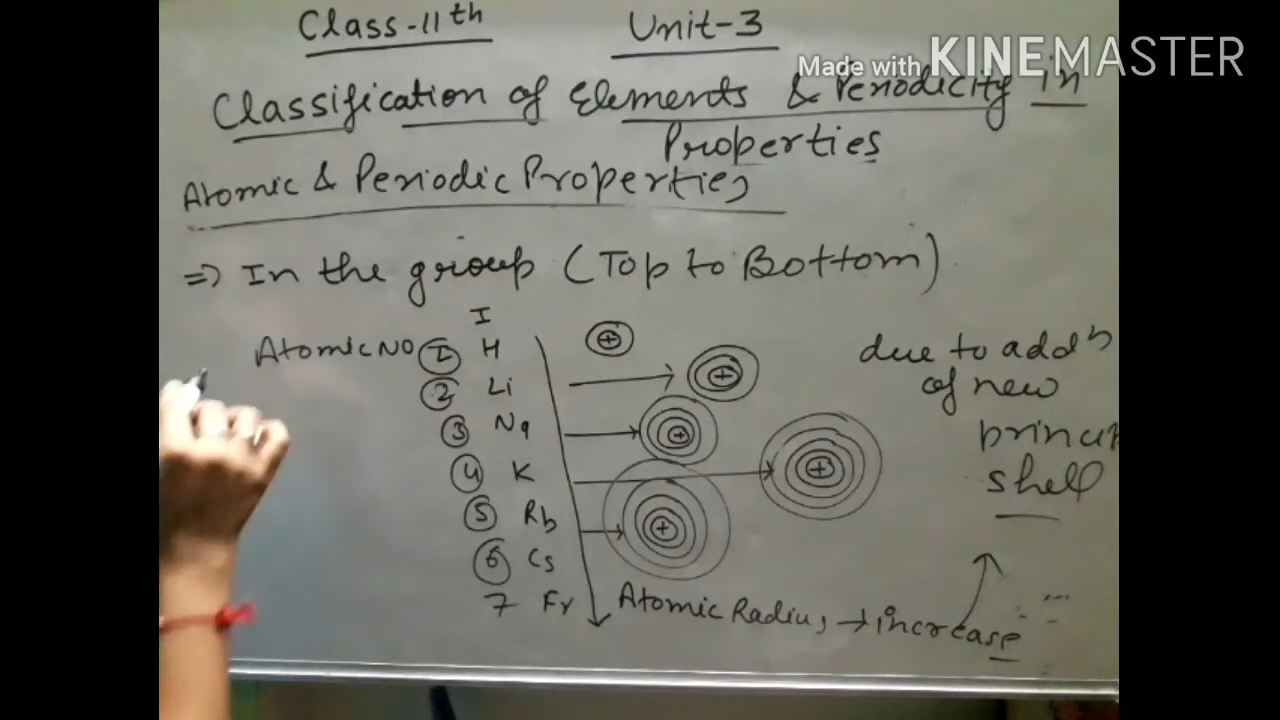 Class-11th Unit-3
Made with KINEMASTER
Classification of Elements & Periodicity in
Properties
Atomic & Periodic Properties
=> In the group (Top to Bottom)
I
Atomic NO 1 H
2 Li
3 Na
4 K
5 Rb
6 Cs
7 Fr
+
+
+
+
+
due to addn
of new
princip
shell
Atomic Radius → increase